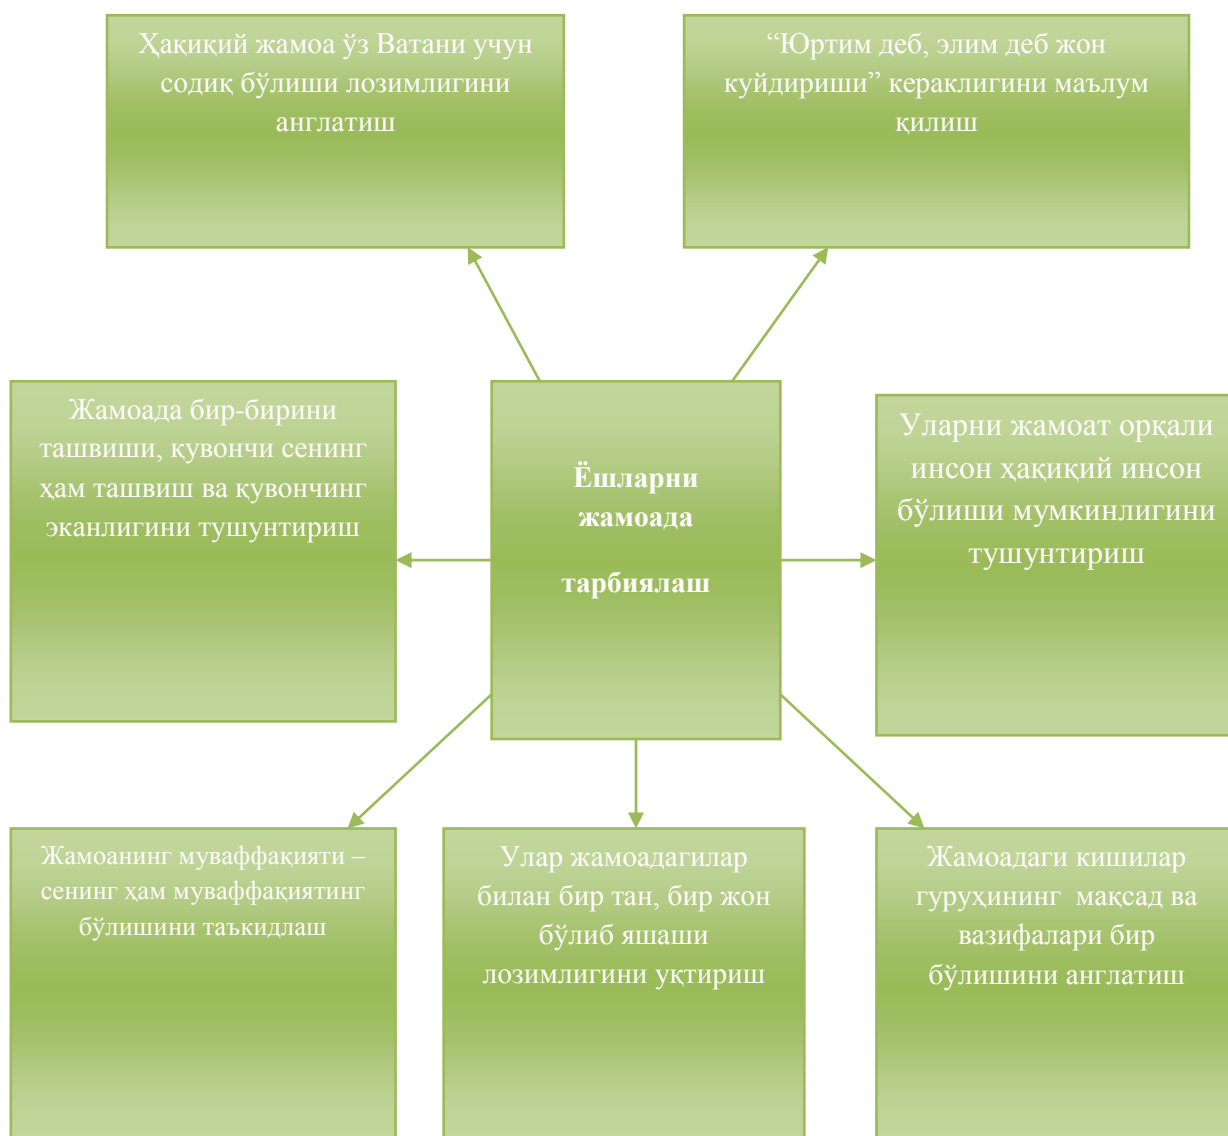 Ҳақиқий жамоа ўз Ватани учун
содиқ бўлиши лозимлигини
англатиш
“Юртим деб, элим деб жон
куйдириши” кераклигини маълум
қилиш
Жамоада бир-бирини
ташвиши, қувончи сенинг
ҳам ташвиш ва қувончинг
эканлигини тушунтириш
Ёшларни
жамоада
тарбиялаш
Уларни жамоат орқали
инсон ҳақиқий инсон
бўлиши мумкинлигини
тушунтириш
Жамоанинг муваффақияти –
сенинг ҳам муваффақиятинг
бўлишини таъкидлаш
Улар жамоадагилар
билан бир тан, бир жон
бўлиб яшаши
лозимлигини уқтириш
Жамоадаги кишилар
гуруҳининг мақсад ва
вазифалари бир
бўлишини англатиш